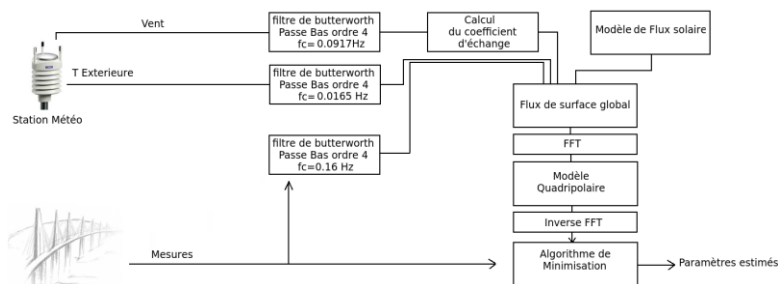 Vent
filtre de butterworth
Passe Bas ordre 4
fc= 0.0917Hz
Calcul
du coefficient
d'échange
Modèle de Flux solaire
T Exterieure
filtre de butterworth
Passe Bas ordre 4
fc= 0.0165 Hz
Station Météo
Flux de surface global
filtre de butterworth
Passe Bas ordre 4
fc=0.16 Hz
FFT
Modèle
Quadripolaire
Inverse FFT
Mesures
Algorithme de
Minimisation
Paramètres estimés